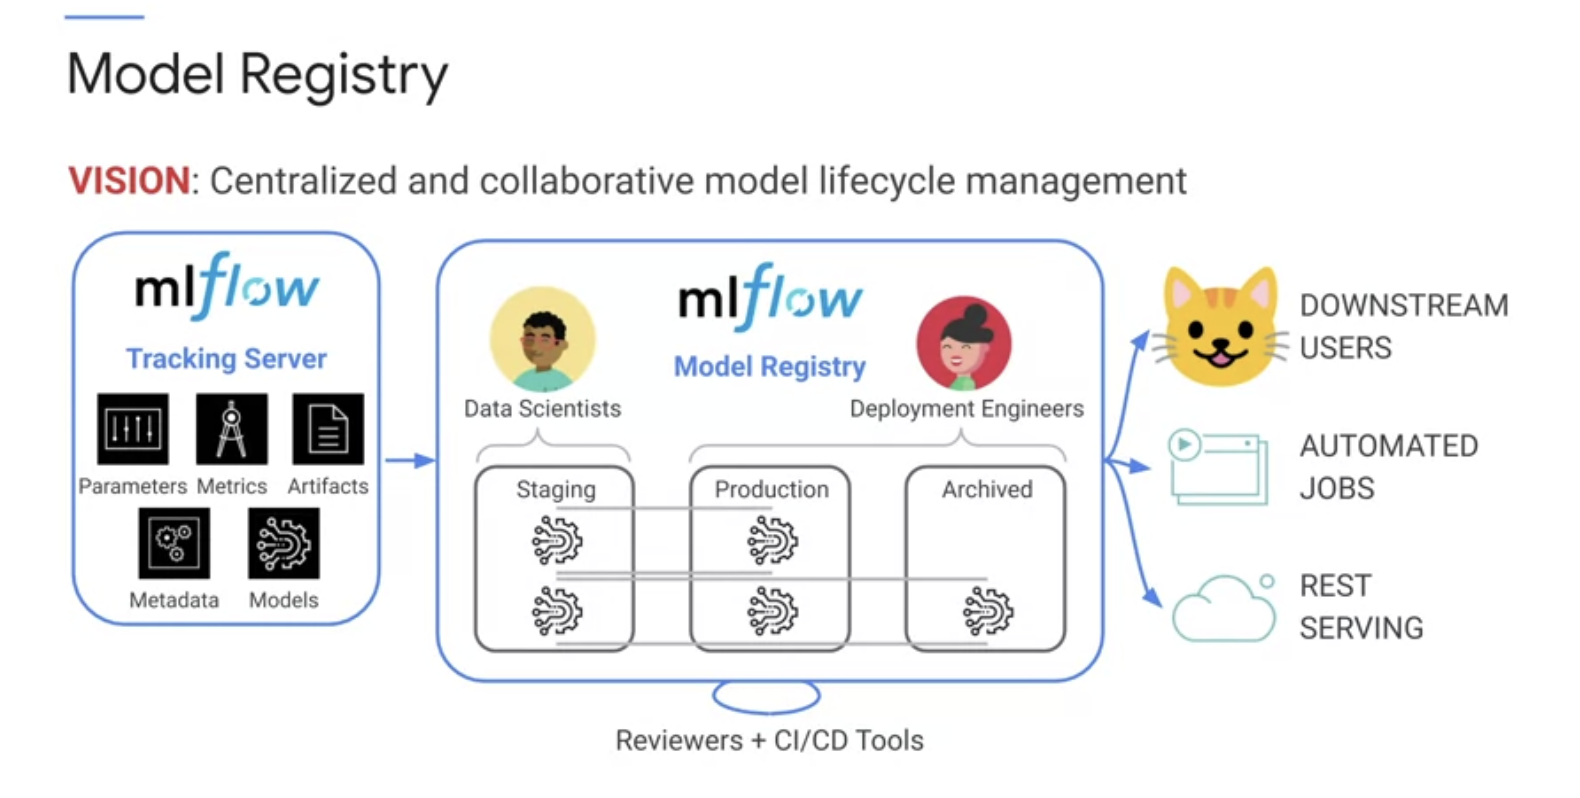 Model Registry
VISION: Centralized and collaborative model lifecycle management
mlflow
Tracking Server
Parameters Metrics Artifacts
Metadata Models
mlflow
Model Registry
Data Scientists
Deployment Engineers
Staging
Production
Archived
Reviewers + CI/CD Tools
DOWNSTREAM
USERS
AUTOMATED
JOBS
REST
SERVING